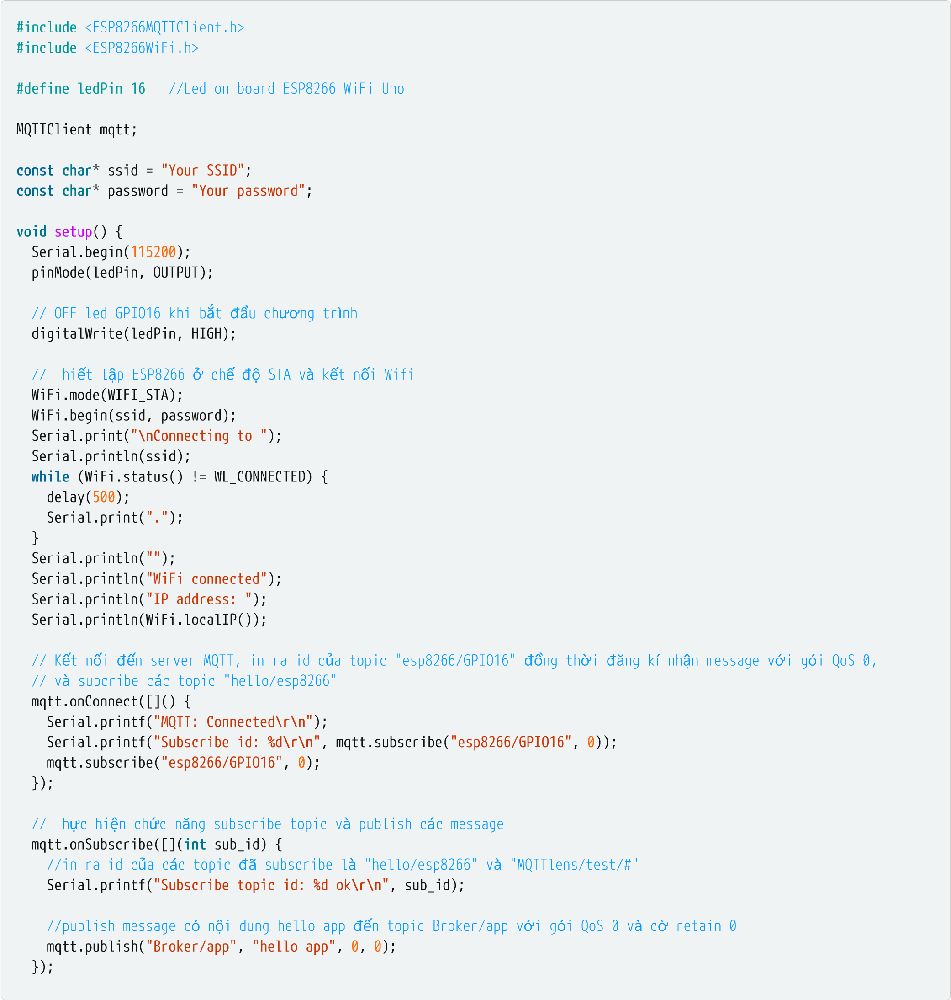 #include <ESP8266MQTTClient.h>
#include <ESP8266WiFi.h>

#define ledPin 16   //Led on board ESP8266 WiFi Uno

MQTTClient mqtt;

const char* ssid = "Your SSID";
const char* password = "Your password";

void setup() {
  Serial.begin(115200);
  pinMode(ledPin, OUTPUT);

  // OFF led GPIO16 khi bắt đầu chương trình
  digitalWrite(ledPin, HIGH);

  // Thiết lập ESP8266 ở chế độ STA và kết nối Wifi
  WiFi.mode(WIFI_STA);
  WiFi.begin(ssid, password);
  Serial.print("\nConnecting to ");
  Serial.println(ssid);
  while (WiFi.status() != WL_CONNECTED) {
    delay(500);
    Serial.print(".");
  }
  Serial.println("");
  Serial.println("WiFi connected");
  Serial.println("IP address: ");
  Serial.println(WiFi.localIP());

  // Kết nối đến server MQTT, in ra id của topic "esp8266/GPIO16" đồng thời đăng kí nhận message với gói QoS 0,
  // và subcribe các topic "hello/esp8266"
  mqtt.onConnect([]() {
    Serial.printf("MQTT: Connected\r\n");
    Serial.printf("Subscribe id: %d\r\n", mqtt.subscribe("esp8266/GPIO16", 0));
    mqtt.subscribe("esp8266/GPIO16", 0);
  });

  // Thực hiện chức năng subscribe topic và publish các message
  mqtt.onSubscribe([](int sub_id) {
    //in ra id của các topic đã subscribe là "hello/esp8266" và "MQTTlens/test/#"
    Serial.printf("Subscribe topic id: %d ok\r\n", sub_id);

    //publish message có nội dung hello app đến topic Broker/app với gói QoS 0 và cờ retain 0
    mqtt.publish("Broker/app", "hello app", 0, 0);
  });